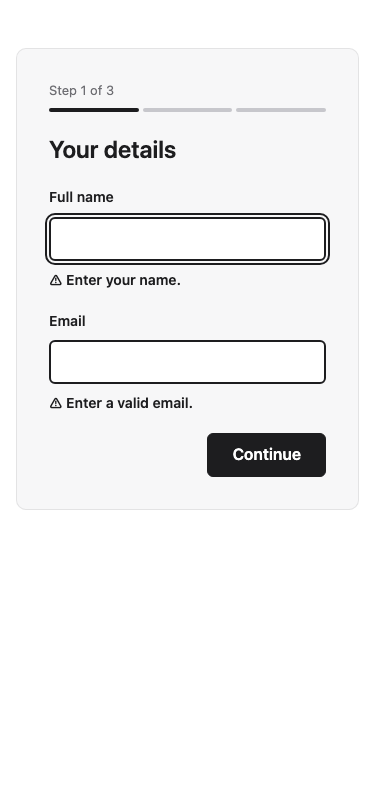 Step 1 of 3
Your details
Full name
Enter your name.
Email
Enter a valid email.
Continue